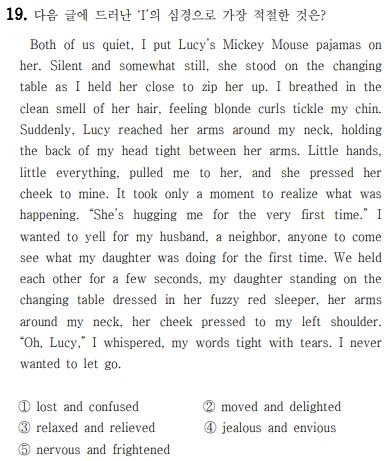 19. 다음 글에 드러난 ‘I’의 심경으로 가장 적절한 것은?
Both of us quiet, I put Lucy’s Mickey Mouse pajamas on
her. Silent and somewhat still, she stood on the changing
table as I held her close to zip her up. I breathed in the
clean smell of her hair, feeling blonde curls tickle my chin.
Suddenly, Lucy reached her arms around my neck, holding
the back of my head tight between her arms. Little hands,
little everything, pulled me to her, and she pressed her
cheek to mine. It took only a moment to realize what was
happening. “She’s hugging me for the very first time.” I
wanted to yell for my husband, a neighbor, anyone to come
see what my daughter was doing for the first time. We held
each other for a few seconds, my daughter standing on the
changing table dressed in her fuzzy red sleeper, her arms
around my neck, her cheek pressed to my left shoulder.
“Oh, Lucy,” I whispered, my words tight with tears. I never
wanted to let go.
① lost and confused ② moved and delighted
③ relaxed and relieved ④ jealous and envious
⑤ nervous and frightened